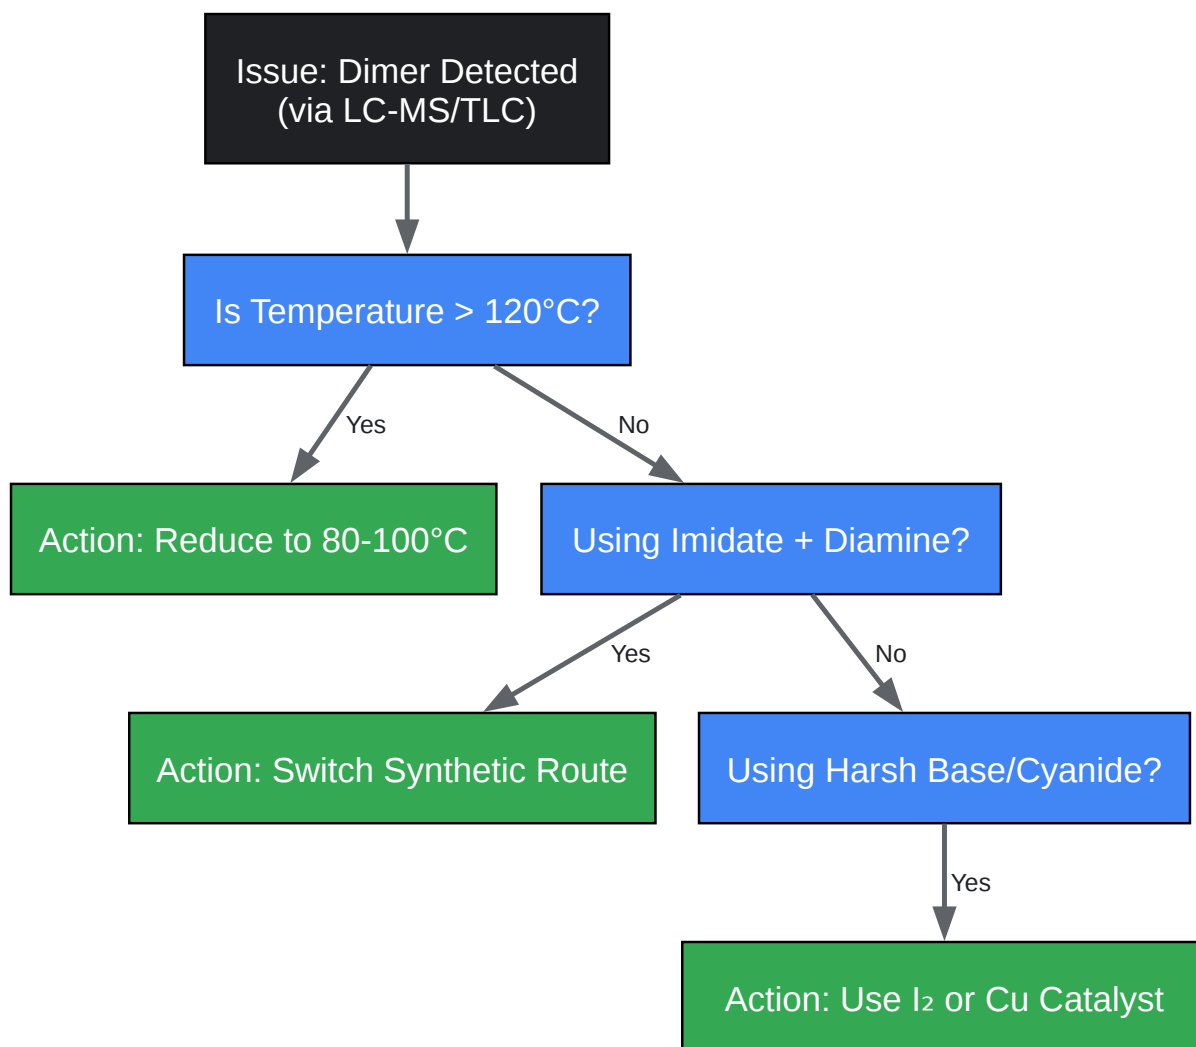 Issue: Dimer Detected
(via LC-MS/TLC)
Is Temperature > 120°C?
Yes
No
Action: Reduce to 80-100°C
Using Imidate + Diamine?
Yes
No
Action: Switch Synthetic Route
Using Harsh Base/Cyanide?
Yes
Action: Use I₂ or Cu Catalyst